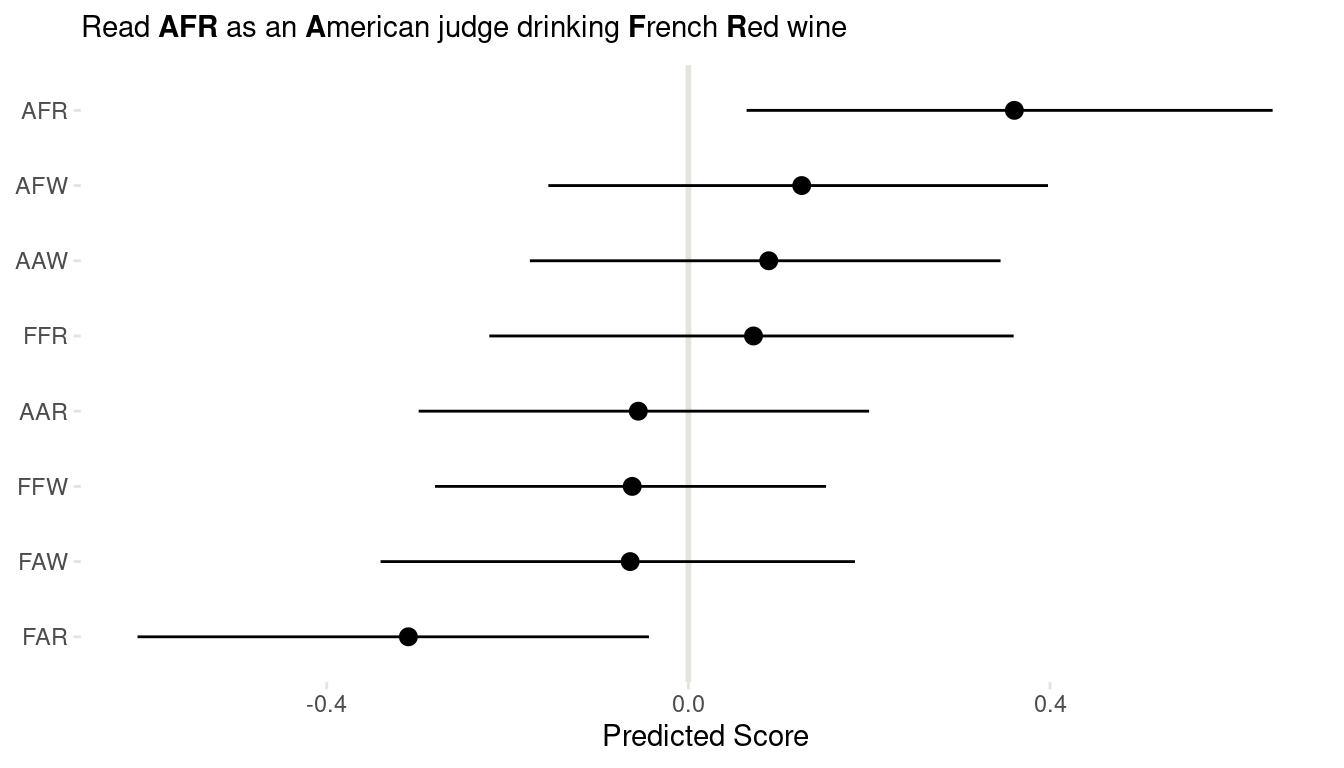 Read AFR as an American judge drinking French Red wine
AFR
AFW
AAW
FFR
AAR
FFW
FAW
FAR
-0.4 0.0 0.4
Predicted Score